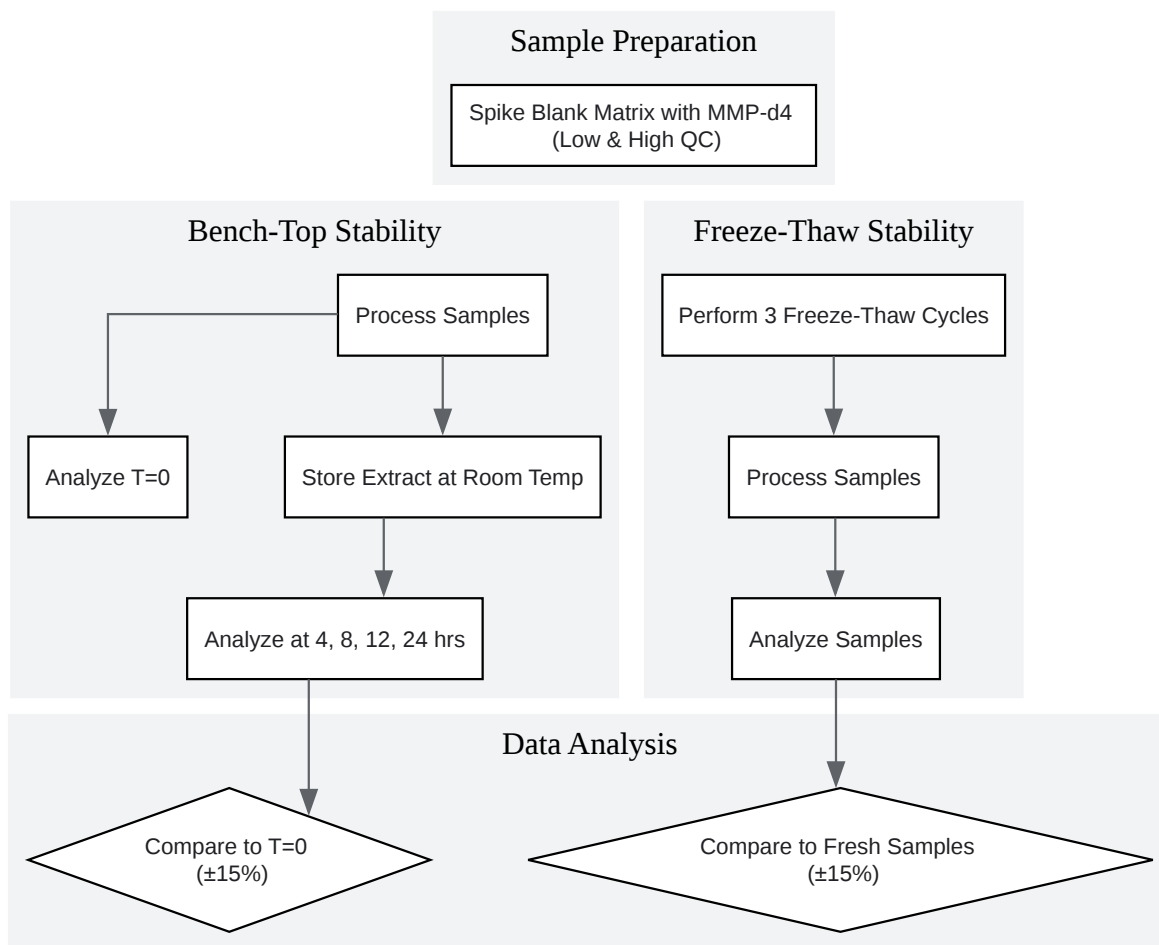 Sample Preparation
Spike Blank Matrix with MMP-d4
(Low & High QC)
Bench-Top Stability
Process Samples
Analyze T=0
Store Extract at Room Temp
Analyze at 4, 8, 12, 24 hrs
Freeze-Thaw Stability
Perform 3 Freeze-Thaw Cycles
Process Samples
Analyze Samples
Data Analysis
Compare to T=0
(±15%)
Compare to Fresh Samples
(±15%)